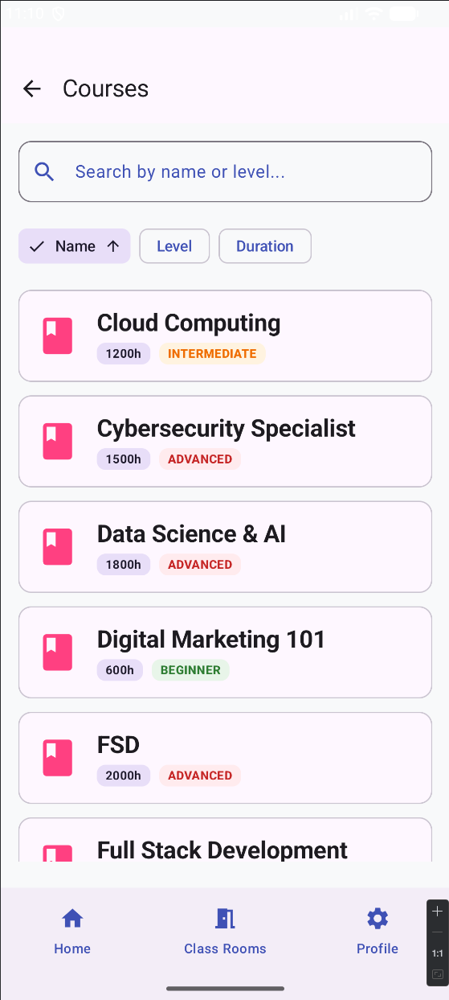 11:10
Courses
Search by name or level...
Name
Level
Duration
Cloud Computing
1200h INTERMEDIATE
Cybersecurity Specialist
1500h ADVANCED
Data Science & AI
1800h ADVANCED
Digital Marketing 101
600h BEGINNER
FSD
2000h ADVANCED
Full Stack Development
Home
Class Rooms
Profile
1:1